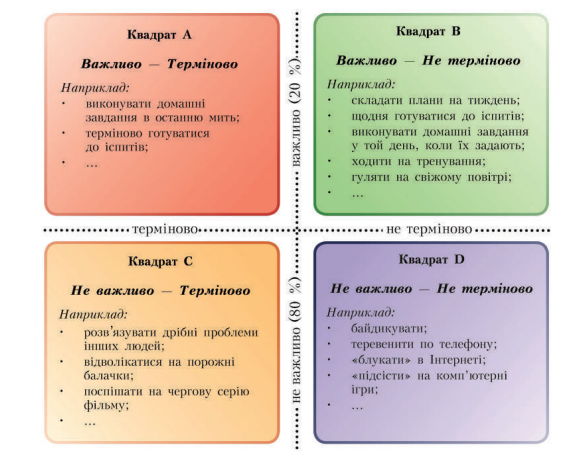 Квадрат А
Важливо — Терміново
Наприклад:
• виконувати домашні
завдання в останню мить;
• терміново готуватися
до іспитів;
• ...
Квадрат В
Важливо — Не терміново
Наприклад:
• складати плани на тиждень;
• щодня готуватися до іспитів;
• виконувати домашні завдання
у той день, коли їх задають;
• ходити на тренування;
• гуляти на свіжому повітрі;
• ...
важливо (20 %)
терміново
не терміново
Квадрат С
Не важливо — Терміново
Наприклад:
• розв’язувати дрібні проблеми
інших людей;
• відволікатися на порожні
балачки;
• поспішати на чергову серію
фільму;
• ...
Квадрат D
Не важливо — Не терміново
Наприклад:
• байдикувати;
• теревенити по телефону;
• «блукати» в Інтернеті;
• «підсісти» на комп’ютерні
ігри;
• ...
не важливо (80 %)